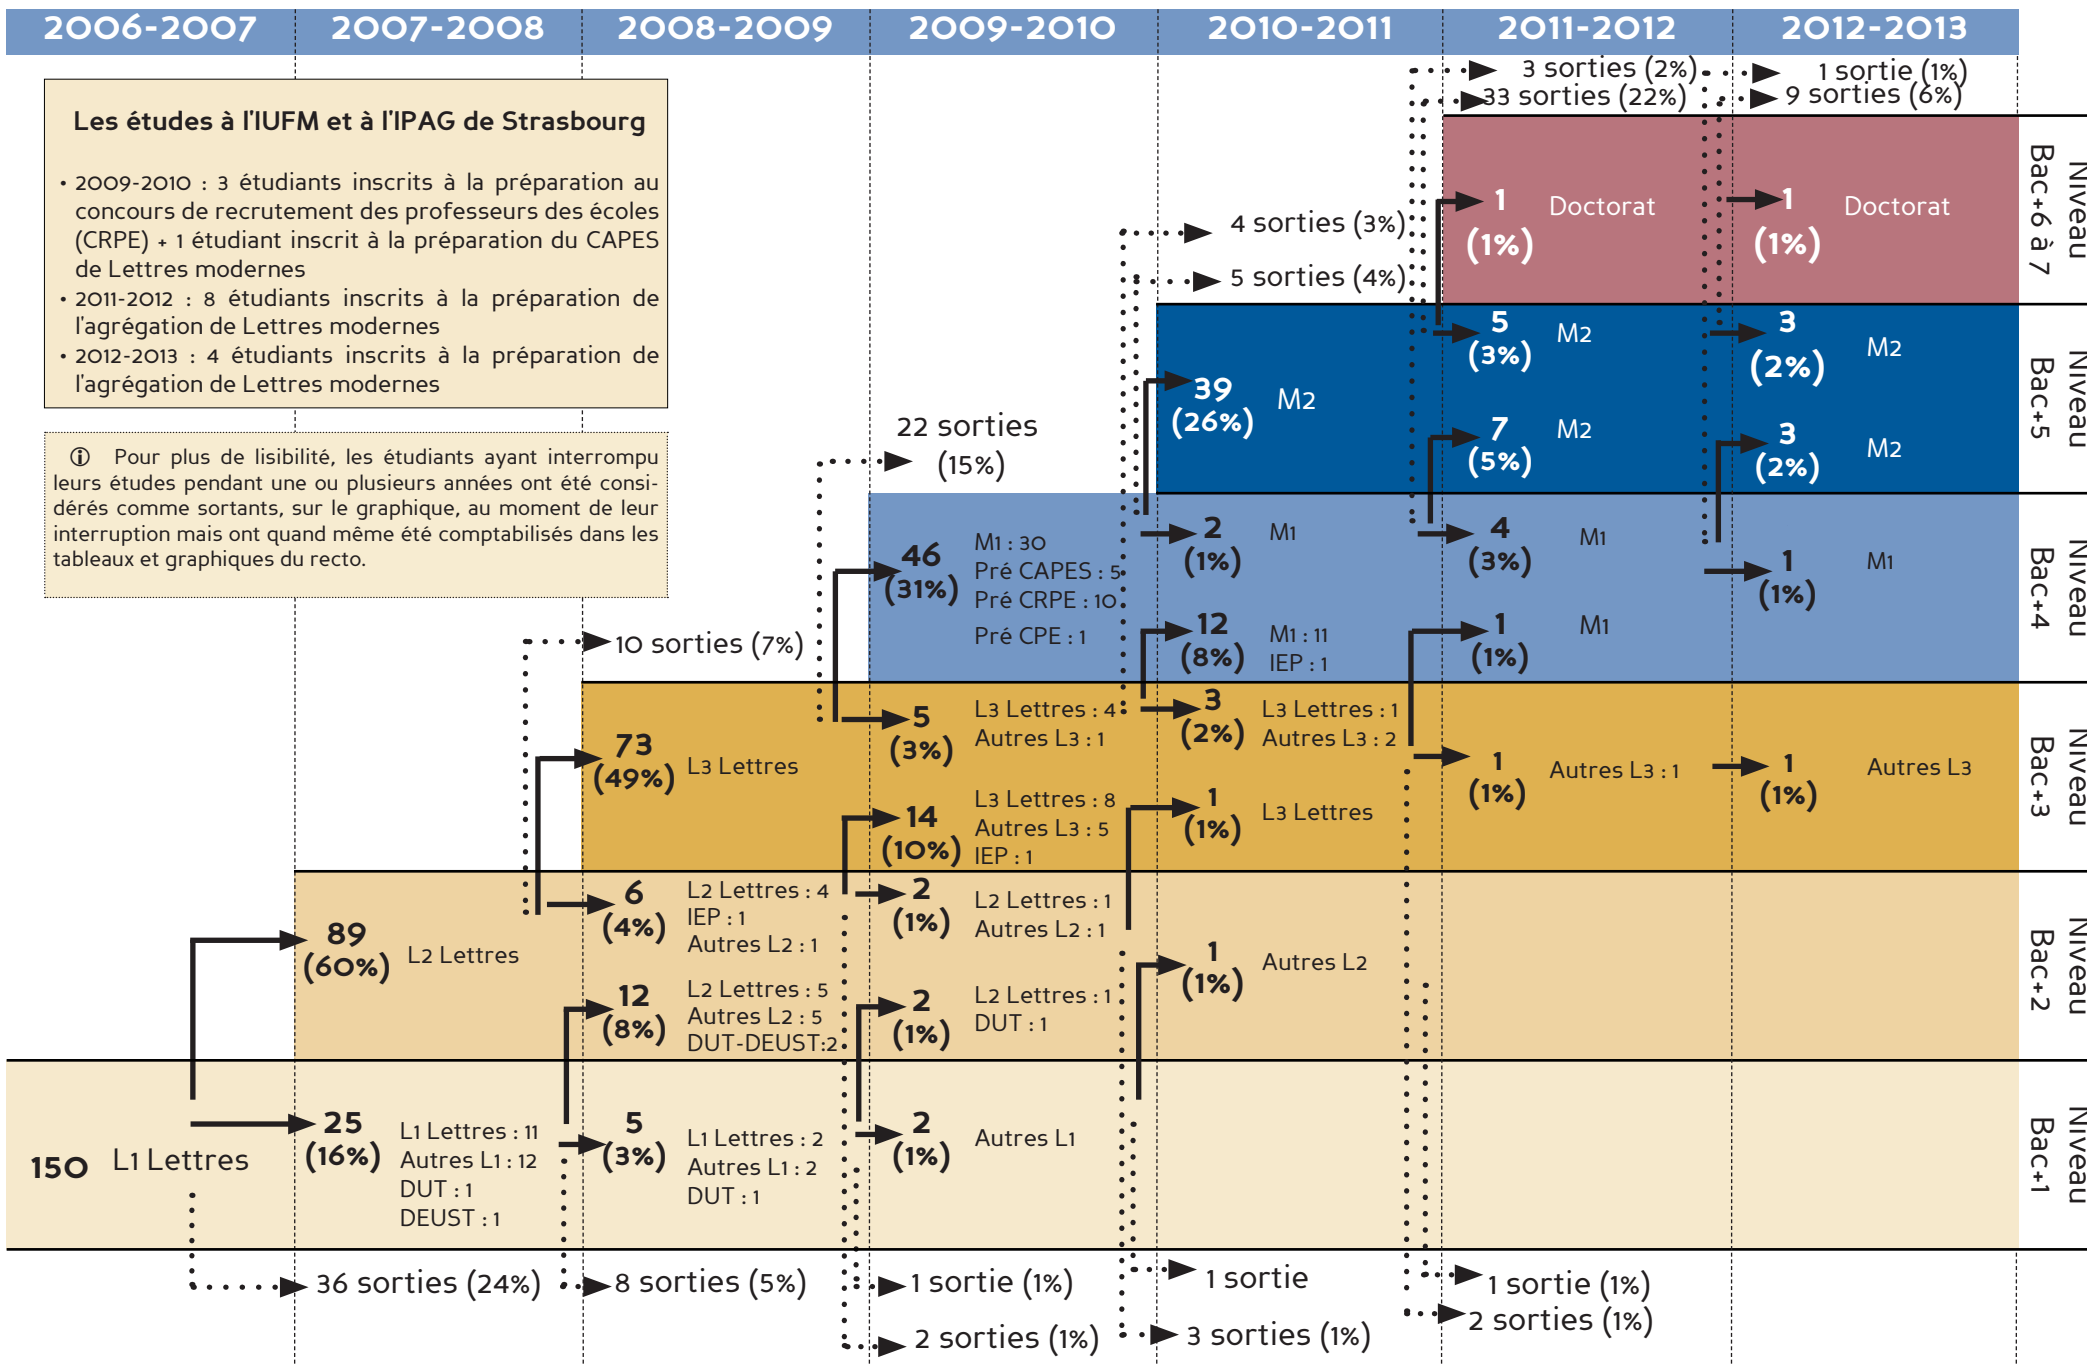 2006-2007
2007-2008
2008-2009
2009-2010
2010-2011
2011-2012
2012-2013
Les études à l'IUFM et à l'IPAG de Strasbourg
• 2009-2010 : 3 étudiants inscrits à la préparation au
concours de recrutement des professeurs des écoles
(CRPE) + 1 étudiant inscrit à la préparation du CAPES
de Lettres modernes
• 2011-2012 : 8 étudiants inscrits à la préparation de
l'agrégation de Lettres modernes
• 2012-2013 : 4 étudiants inscrits à la préparation de
l'agrégation de Lettres modernes
ⓘ Pour plus de lisibilité, les étudiants ayant interrompu
leurs études pendant une ou plusieurs années ont été consi-
dérés comme sortants, sur le graphique, au moment de leur
interruption mais ont quand même été comptabilisés dans les
tableaux et graphiques du recto.
150 L1 Lettres
89
(60%)
L2 Lettres
25
(16%)
L1 Lettres : 11
Autres L1 : 12
DUT : 1
DEUST : 1
36 sorties (24%)
10 sorties (7%)
73
(49%)
L3 Lettres
6
(4%)
L2 Lettres : 4
IEP : 1
Autres L2 : 1
12
(8%)
L2 Lettres : 5
Autres L2 : 5
DUT-DEUST:2
5
(3%)
L1 Lettres : 2
Autres L1 : 2
DUT : 1
8 sorties (5%)
22 sorties
(15%)
46
(31%)
M1 : 30
Pré CAPES : 5
Pré CRPE : 10
Pré CPE : 1
5
(3%)
L3 Lettres : 4
Autres L3 : 1
14
(10%)
L3 Lettres : 8
Autres L3 : 5
IEP : 1
2
(1%)
L2 Lettres : 1
Autres L2 : 1
2
(1%)
L2 Lettres : 1
DUT : 1
2
(1%)
Autres L1
1 sortie (1%)
2 sorties (1%)
4 sorties (3%)
5 sorties (4%)
39
(26%)
M2
2
(1%)
M1
12
(8%)
M1 : 11
IEP : 1
3
(2%)
L3 Lettres : 1
Autres L3 : 2
1
(1%)
L3 Lettres
1
(1%)
Autres L2
1 sortie
3 sorties (1%)
3 sorties (2%)
33 sorties (22%)
1
(1%)
Doctorat
5
(3%)
M2
7
(5%)
M2
4
(3%)
M1
1
(1%)
M1
1
(1%)
Autres L3 : 1
1 sortie (1%)
2 sorties (1%)
1 sortie (1%)
9 sorties (6%)
1
(1%)
Doctorat
3
(2%)
M2
3
(2%)
M2
1
(1%)
M1
1
(1%)
Autres L3
Niveau
Bac+6 à 7
Niveau
Bac+5
Niveau
Bac+4
Niveau
Bac+3
Niveau
Bac+2
Niveau
Bac+1